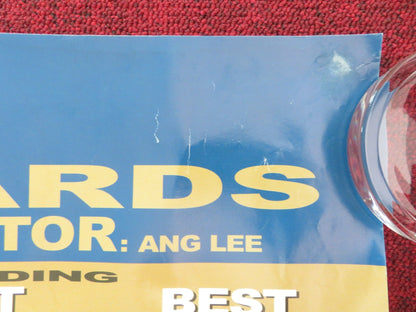 ARDS
TOR: ANG LEE
DING
T BEST